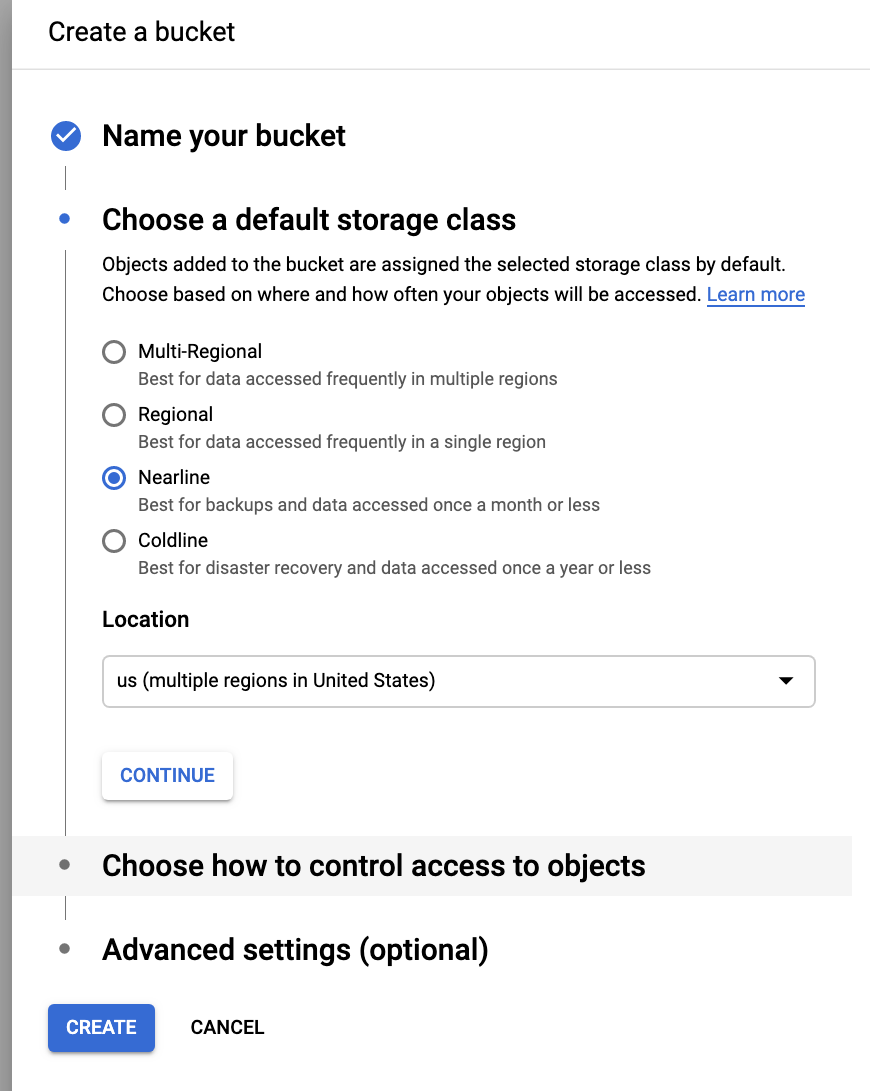 Create a bucket
Name your bucket
Choose a default storage class
Objects added to the bucket are assigned the selected storage class by default.
Choose based on where and how often your objects will be accessed. Learn more
Multi-Regional
Best for data accessed frequently in multiple regions
Regional
Best for data accessed frequently in a single region
Nearline
Best for backups and data accessed once a month or less
Coldline
Best for disaster recovery and data accessed once a year or less
Location
us (multiple regions in United States)
CONTINUE
Choose how to control access to objects
Advanced settings (optional)
CREATE CANCEL